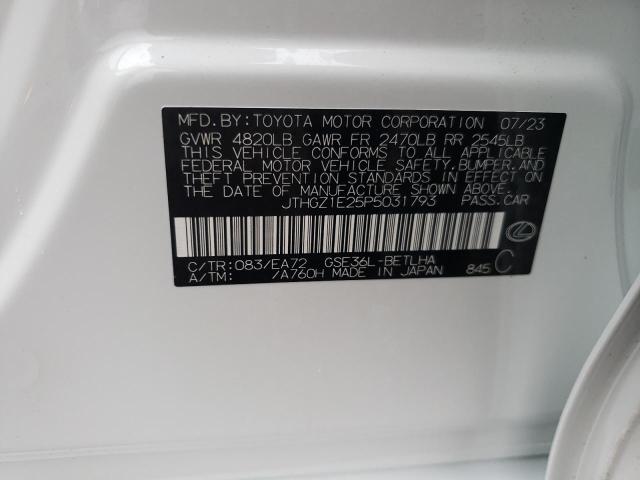 MFD.BY:TOYOTA MOTOR CORPORATION 07/23
GVWR 4820LB GAWR FR 2470LB RR 2545LB
THIS VEHICLE CONFORMS TO ALL APPLICABLE
FEDERAL MOTOR VEHICLE SAFETY, BUMPER, AND
THEFT PREVENTION STANDARDS IN EFFECT ON
THE DATE OF MANUFACTURE SHOWN ABOVE.
JTHGZ1E25P5031793 PASS.CAR
C/TR:083/EA72 GSE36L-BETLHA
A/TM: /A760H MADE IN JAPAN 845 C